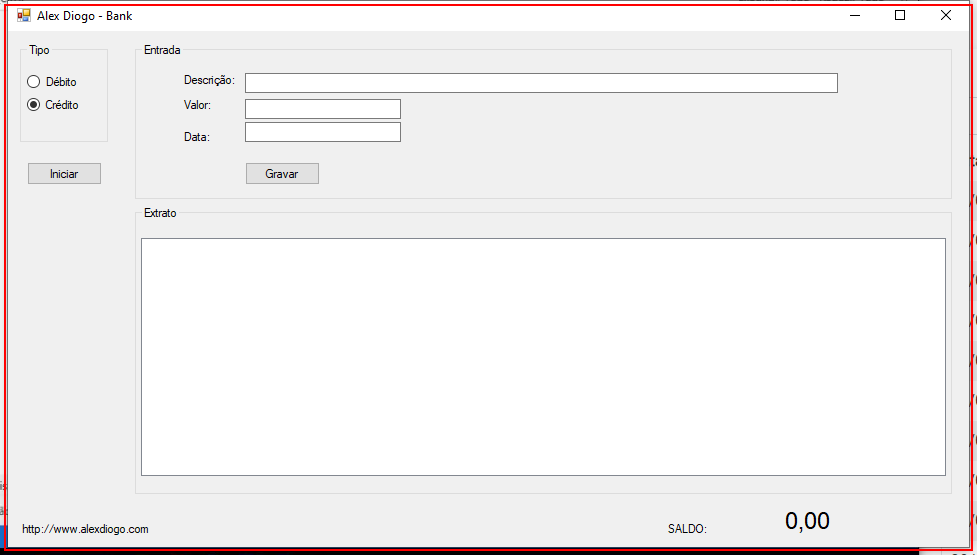 Alex Diogo - Bank
Tipo
Débito
Crédito
Iniciar
Entrada
Descrição:
Valor:
Data:
Gravar
Extrato
http://www.alexdiogo.com
SALDO:
0,00